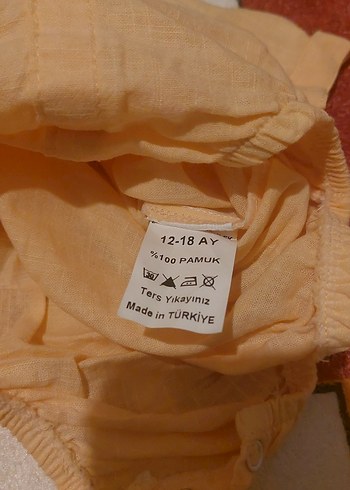 12-18 AY
%100 PAMUK
Ters Yıkayınız
Made in TÜRKİYE